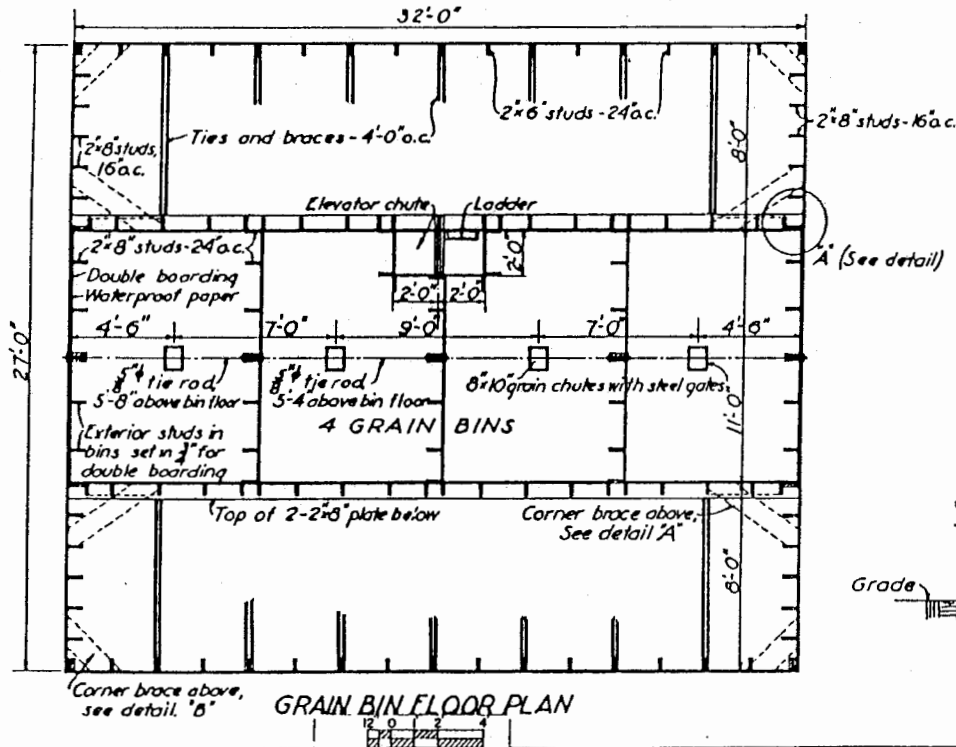 32'-0"
2"x6" studs-24"o.c.
2"x8" studs-16"o.c.
Ties and braces-4'-0"o.c.
8'-0"
2"x8"studs,
16"o.c.
Elevator chute
Ladder
2"x8" studs-24"o.c.
2'-0"
"A" (See detail)
Double boarding
Waterproof paper
2'-0"
2'-0"
4'-6"
7'-0"
9'-0"
7'-0"
4'-6"
27'-0"
5/8"ϕ tie rod,
5'-8" above bin floor
5/8"ϕ tie rod,
5'-4" above bin floor
8"x10" grain chutes with steel gates
11'-0"
4 GRAIN BINS
Exterior studs in
bins set in 3/4" for
double boarding
Top of 2-2"x8" plate below
Corner brace above,
See detail "A"
8'-0"
Grade
Corner brace above,
see detail. "B"
GRAIN BIN FLOOR PLAN
12 0 2 4